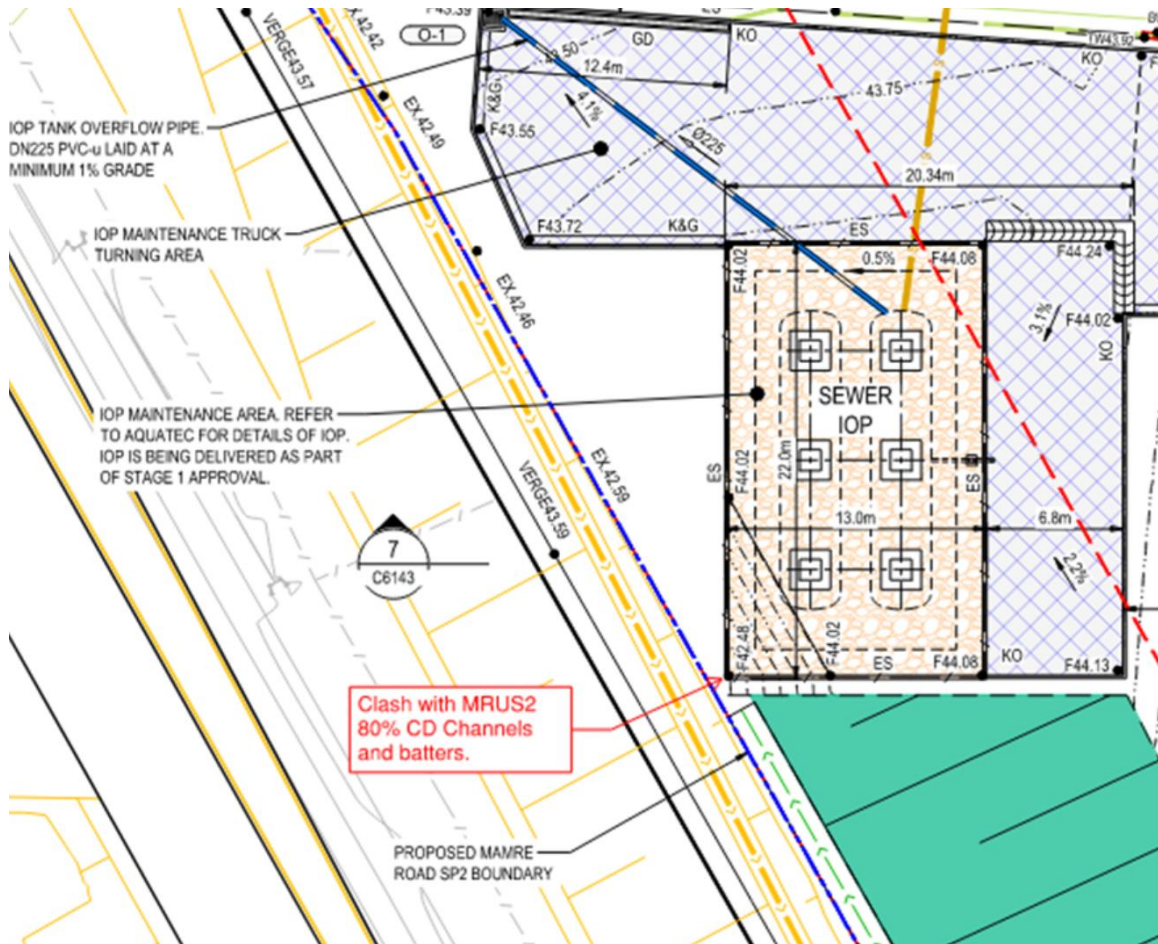 F43.39
EX.42.42
O-1
43.50
GD
KO
ES
TW43.92
KO
VERGE43.57
K&G
12.4m
4.1%
43.75
EX.42.49
F43.55
Ø225
IOP TANK OVERFLOW PIPE.
DN225 PVC-u LAID AT A
MINIMUM 1% GRADE
20.34m
IOP MAINTENANCE TRUCK
TURNING AREA
F43.72
K&G
ES
F44.02
0.5%
F44.08
F44.24
F44.02
3.1%
KO
EX.42.46
SEWER
IOP
IOP MAINTENANCE AREA. REFER
TO AQUATEC FOR DETAILS OF IOP.
IOP IS BEING DELIVERED AS PART
OF STAGE 1 APPROVAL.
EX.42.59
VERGE43.59
ES
F44.02
22.0m
ES
13.0m
6.8m
7
C6143
2.2%
F42.48
F44.02
ES
F44.08
KO
F44.13
Clash with MRUS2
80% CD Channels
and batters.
PROPOSED MAMRE
ROAD SP2 BOUNDARY